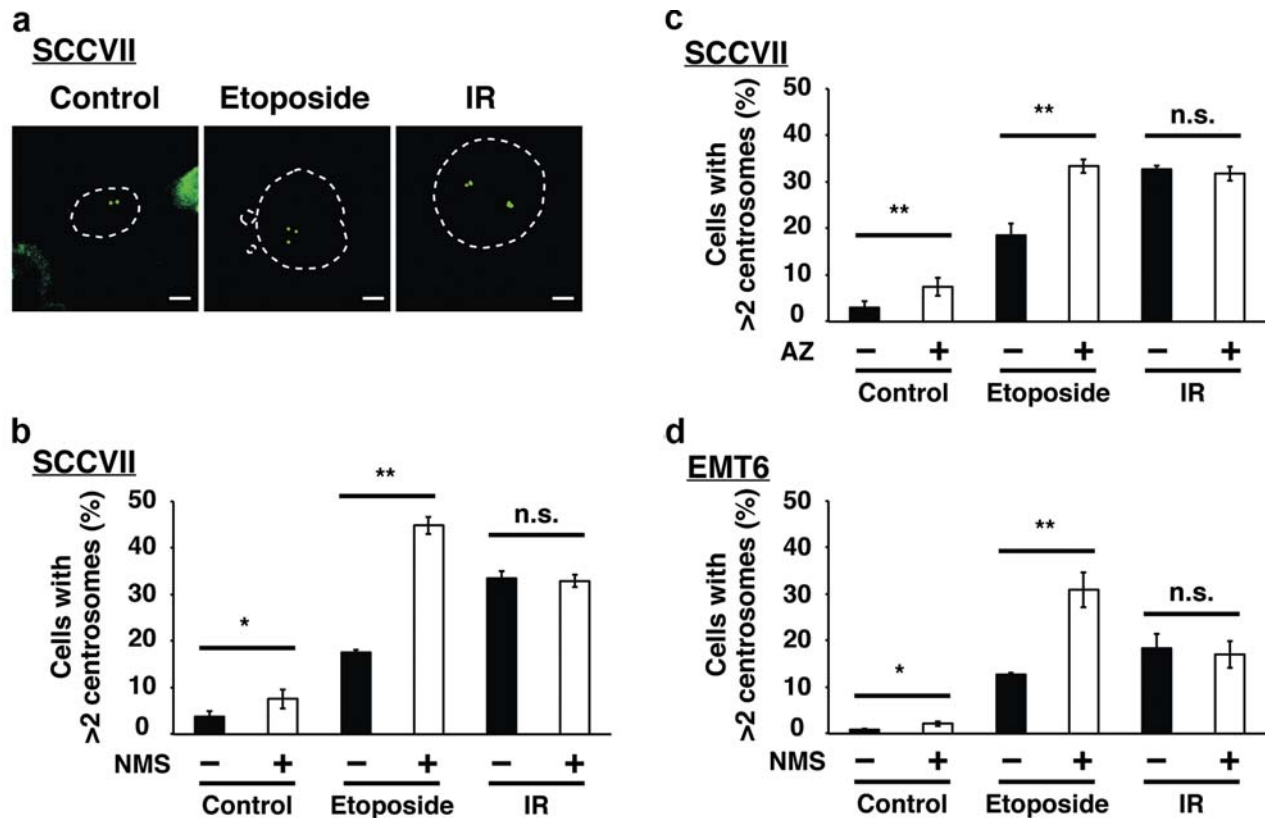 a
SCCVII
Control Etoposide IR
b
SCCVII
Cells with
>2 centrosomes (%)
50
40
30
20
10
0
*
**
n.s.
NMS − + − + − +
Control Etoposide IR
c
SCCVII
Cells with
>2 centrosomes (%)
50
40
30
20
10
0
**
**
n.s.
AZ − + − + − +
Control Etoposide IR
d
EMT6
Cells with
>2 centrosomes (%)
50
40
30
20
10
0
*
**
n.s.
NMS − + − + − +
Control Etoposide IR